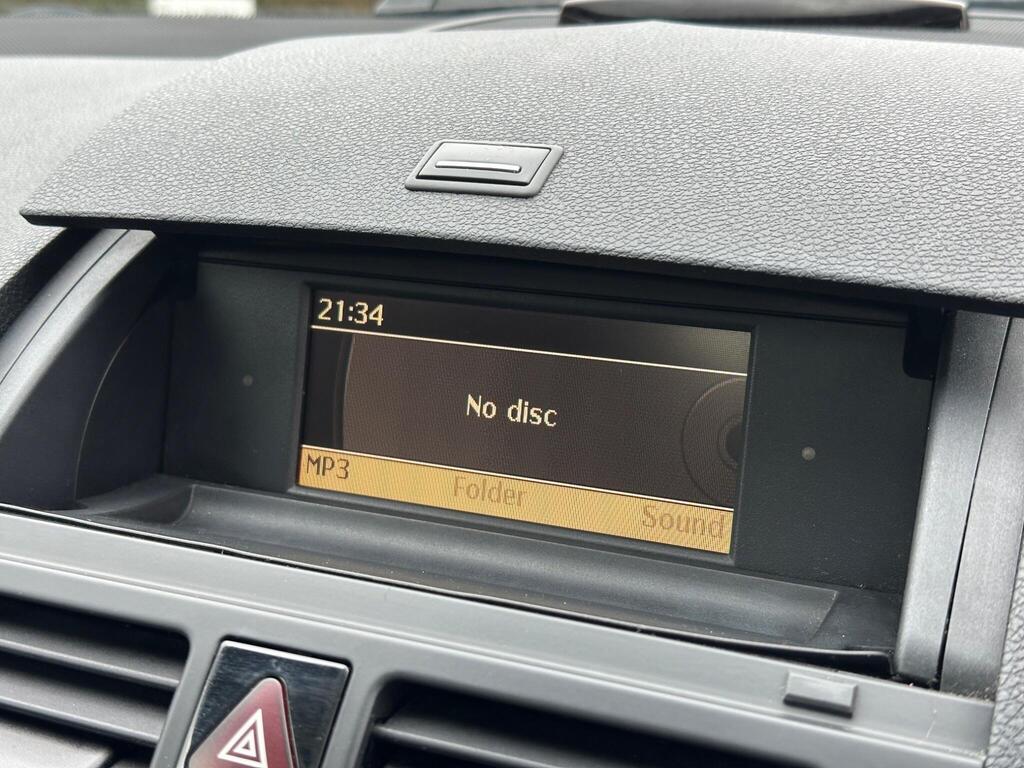 21:34
No disc
MP3
Folder
Sound